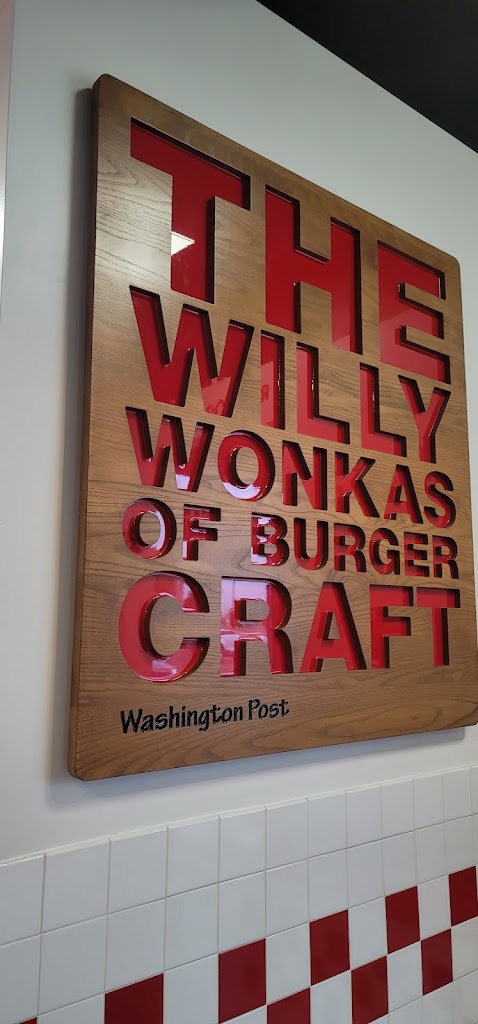 THE
WILLY
WONKAS
OF BURGER
CRAFT
Washington Post